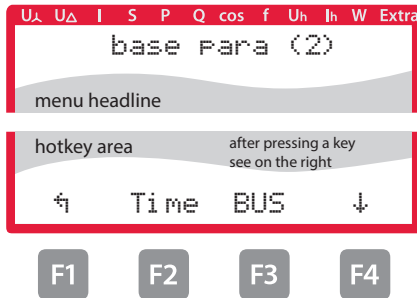 U⅄ U△ I S P Q cos f Uh Ih W Extra
base para (2)
menu headline
hotkey area
after pressing a key
see on the right
↰ Time BUS ↓
F1 F2 F3 F4